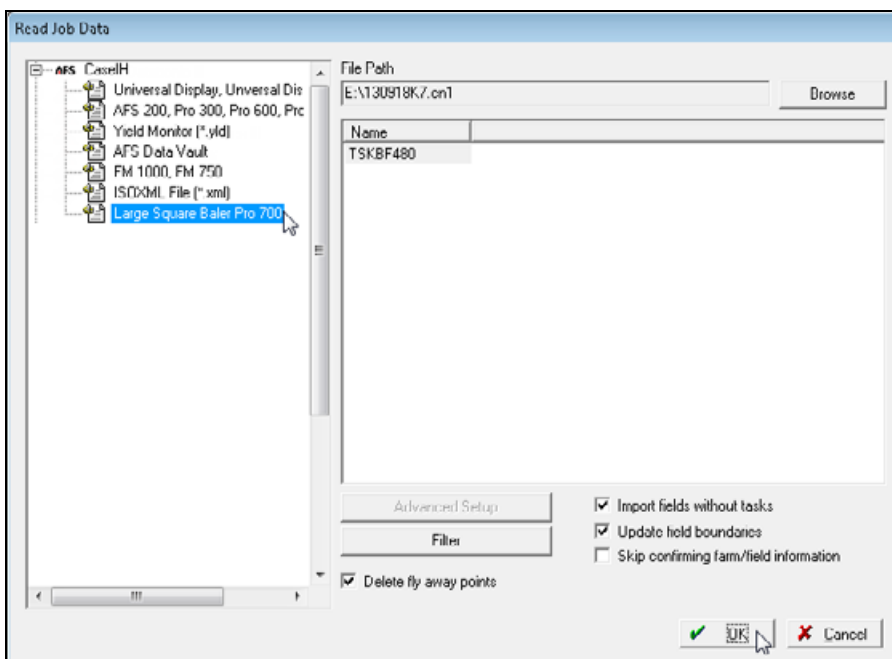 Read Job Data
AFS CaseIH
Universal Display, Unversal Dis
AFS 200, Pro 300, Pro 600, Prc
Yield Monitor (*.yld)
AFS Data Vault
FM 1000, FM 750
ISOXML File (*.xml)
Large Square Baler Pro 700
File Path
E:\130918K7.cn1
Browse
Name
TSKBF480
Advanced Setup
Filter
Delete fly away points
Import fields without tasks
Update field boundaries
Skip confirming farm/field information
OK
Cancel